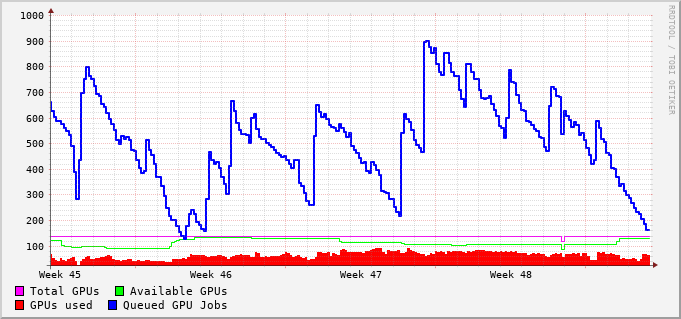 1000
900
800
700
600
500
400
300
200
100
Week 45 Week 46 Week 47 Week 48
Total GPUs Available GPUs
GPUs used Queued GPU Jobs
RRDTOOL / TOBI OETIKER